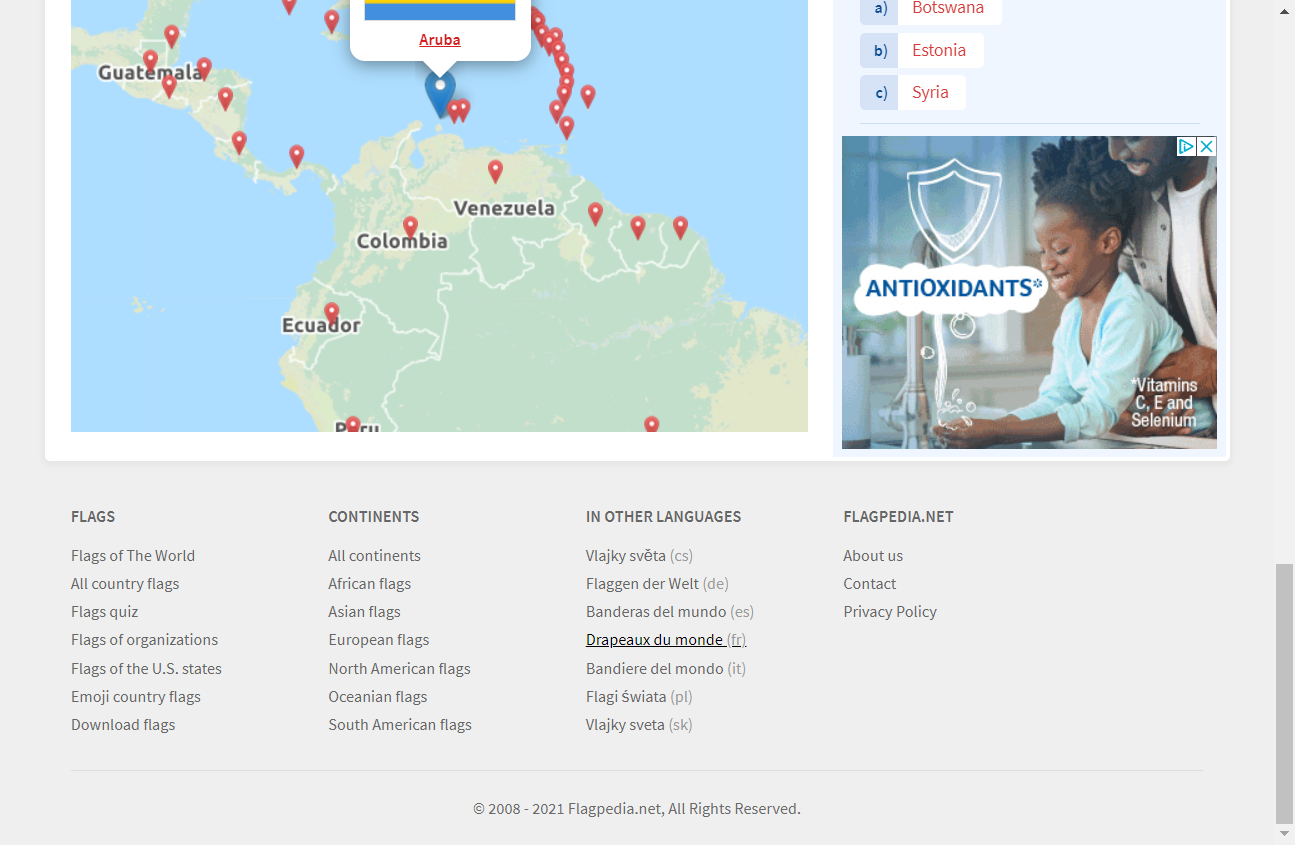 Aruba
Guatemala
Venezuela
Colombia
Ecuador
Peru
a) Botswana
b) Estonia
c) Syria
ANTIOXIDANTS*
*Vitamins
C, E and
Selenium
FLAGS
Flags of The World
All country flags
Flags quiz
Flags of organizations
Flags of the U.S. states
Emoji country flags
Download flags
CONTINENTS
All continents
African flags
Asian flags
European flags
North American flags
Oceanian flags
South American flags
IN OTHER LANGUAGES
Vlajky světa (cs)
Flaggen der Welt (de)
Banderas del mundo (es)
Drapeaux du monde (fr)
Bandiere del mondo (it)
Flagi świata (pl)
Vlajky sveta (sk)
FLAGPEDIA.NET
About us
Contact
Privacy Policy
© 2008 - 2021 Flagpedia.net, All Rights Reserved.